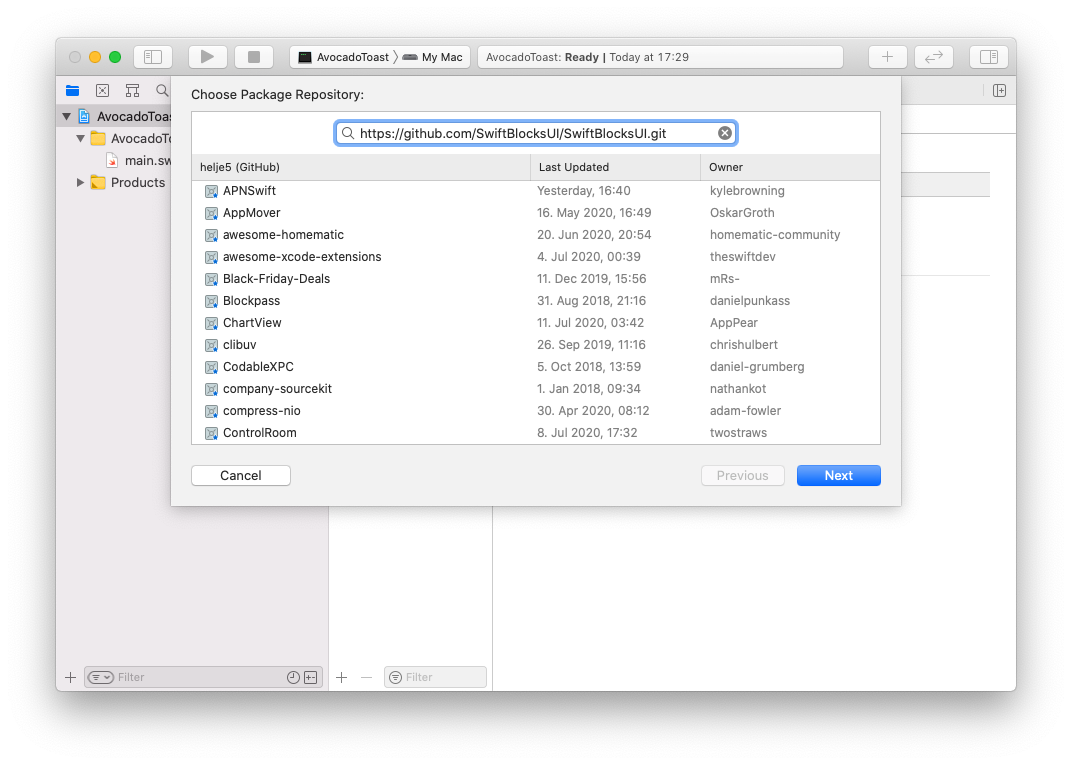 AvocadoToast 〉 My Mac
AvocadoToast: Ready | Today at 17:29
Choose Package Repository:
AvocadoToas
AvocadoTo
main.sw
Products
https://github.com/SwiftBlocksUI/SwiftBlocksUI.git
helje5 (GitHub) Last Updated Owner
APNSwift Yesterday, 16:40 kylebrowning
AppMover 16. May 2020, 16:49 OskarGroth
awesome-homematic 20. Jun 2020, 20:54 homematic-community
awesome-xcode-extensions 4. Jul 2020, 00:39 theswiftdev
Black-Friday-Deals 11. Dec 2019, 15:56 mRs-
Blockpass 31. Aug 2018, 21:16 danielpunkass
ChartView 11. Jul 2020, 03:42 AppPear
clibuv 26. Sep 2019, 11:16 chrishulbert
CodableXPC 5. Oct 2018, 13:59 daniel-grumberg
company-sourcekit 1. Jan 2018, 09:34 nathankot
compress-nio 30. Apr 2020, 08:12 adam-fowler
ControlRoom 8. Jul 2020, 17:32 twostraws
Cancel Previous Next
Filter Filter